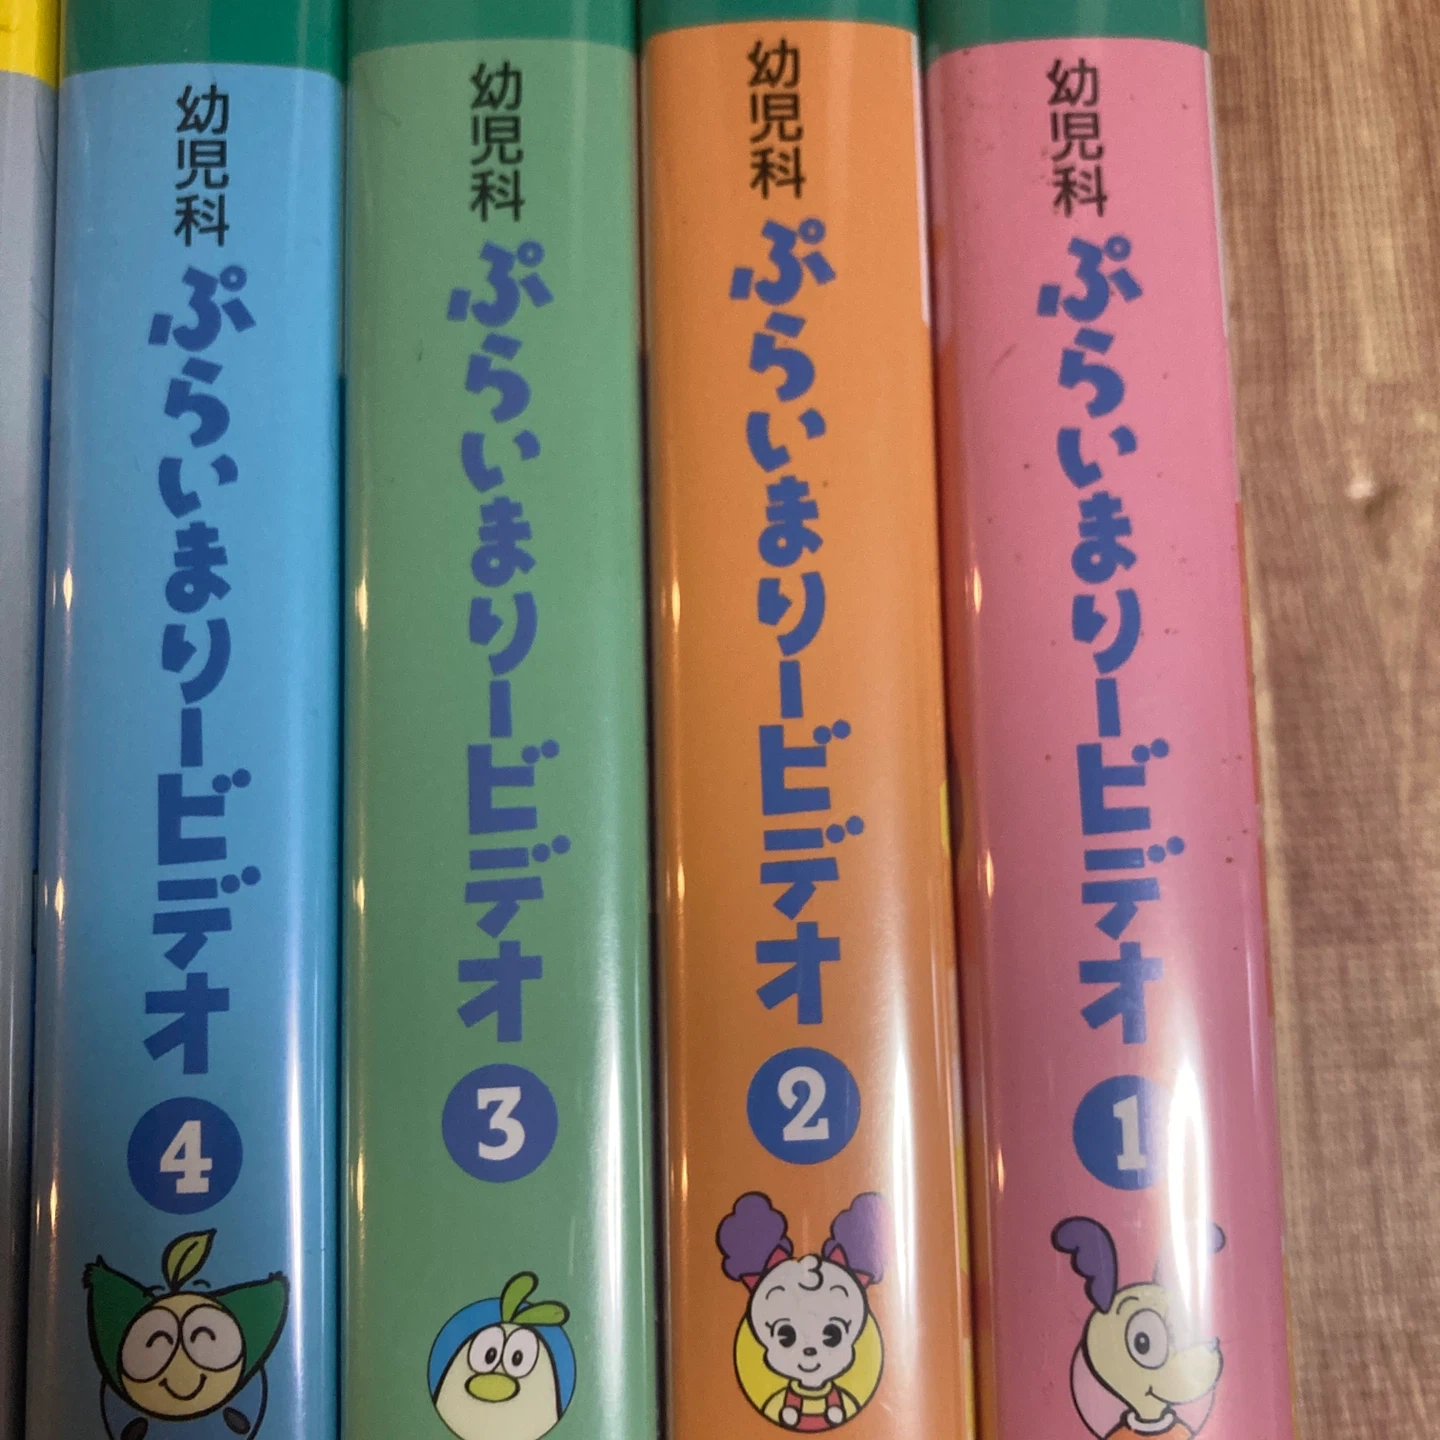 幼児科 ぷらいまりービデオ 4
幼児科 ぷらいまりービデオ 3
幼児科 ぷらいまりービデオ 2
幼児科 ぷらいまりービデオ 1